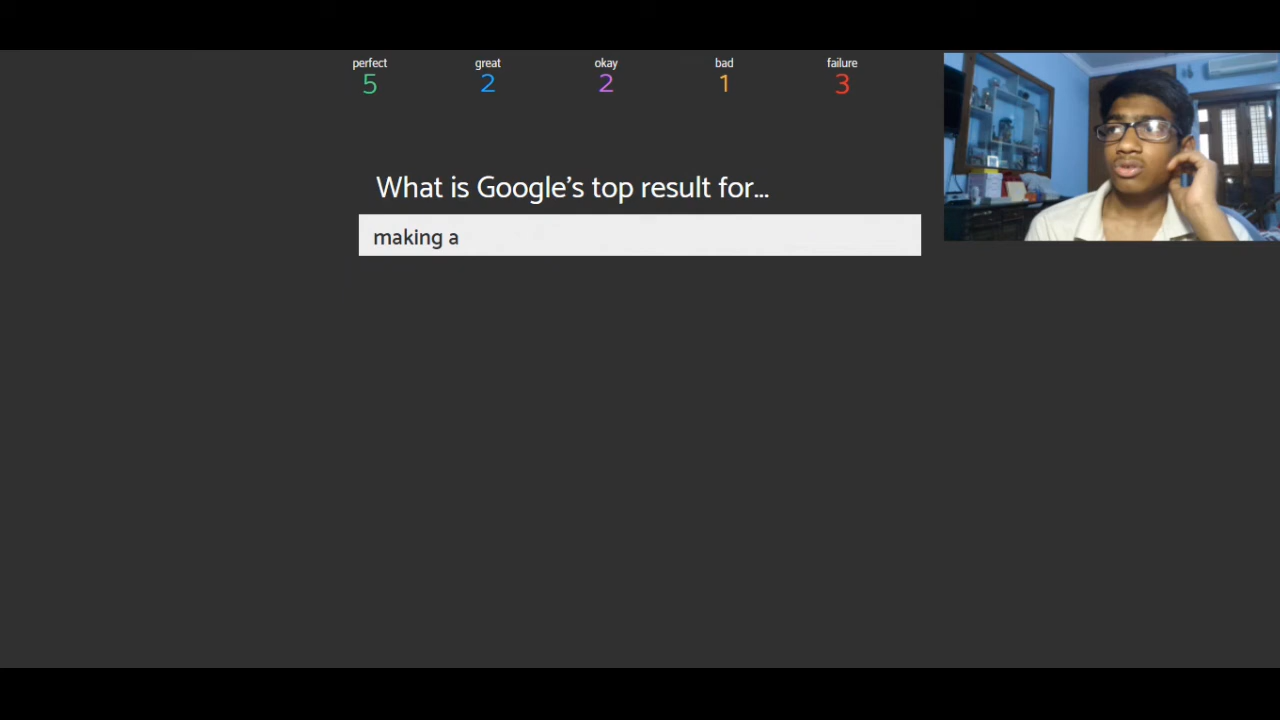 perfect great okay bad failure
5 2 2 1 3
What is Google's top result for...
making a